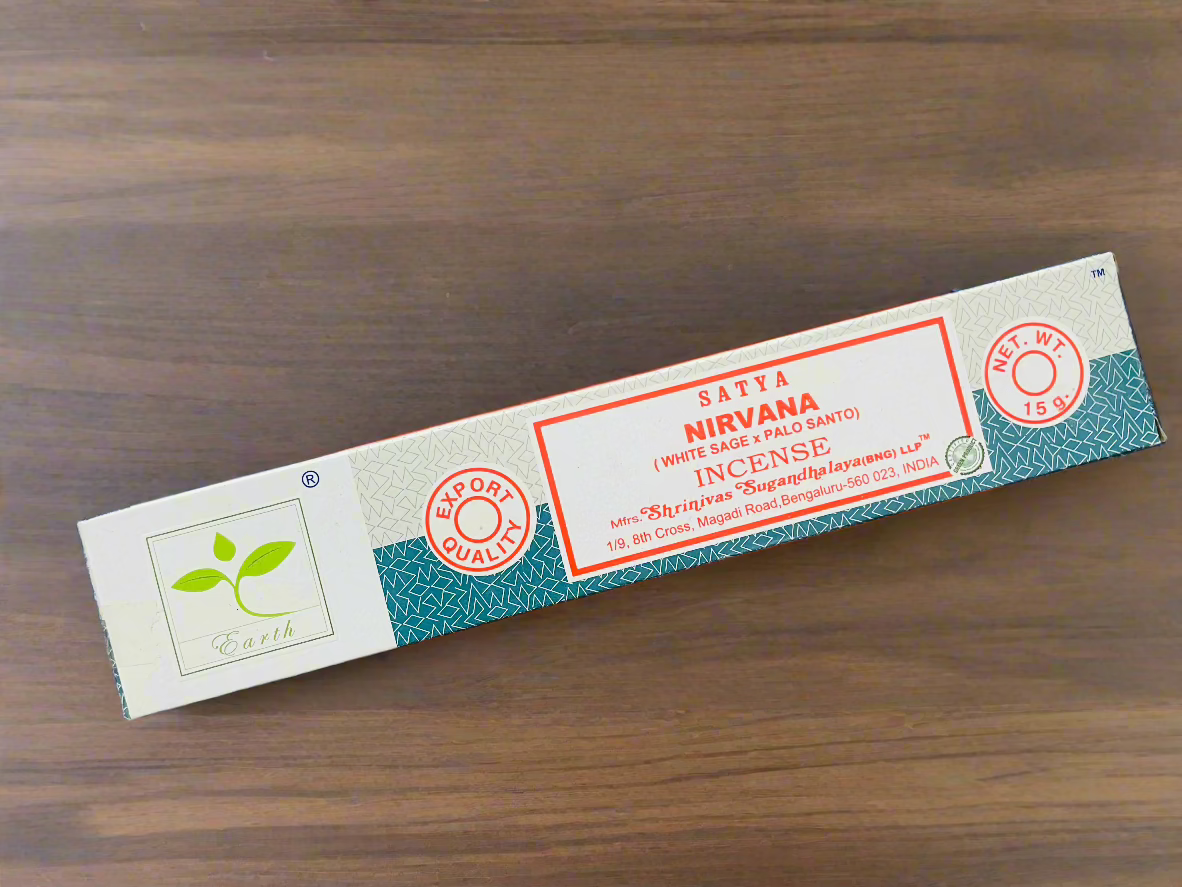 ®
Earth
EXPORT
QUALITY
SATYA
NIRVANA
( WHITE SAGE x PALO SANTO)
INCENSE
Mfrs. Shrinivas Sugandhalaya (BNG) LLP™
1/9, 8th Cross, Magadi Road, Bengaluru-560 023, INDIA
NET. WT.
15 g.
TM